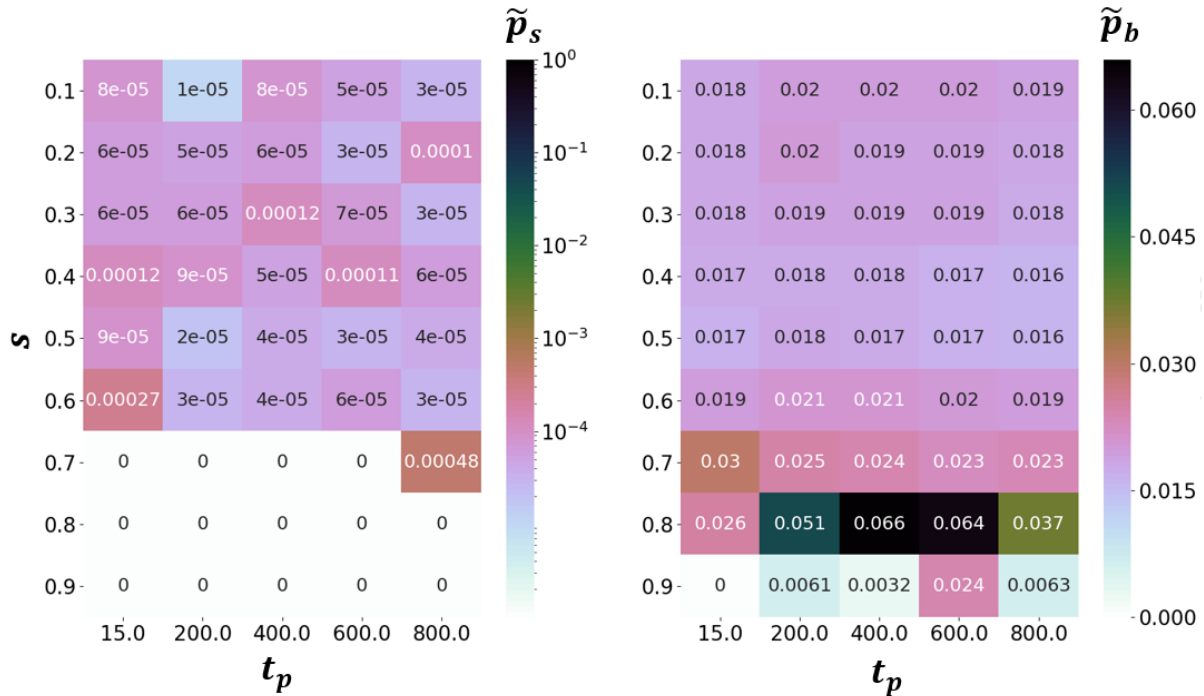 p̃s
p̃b
0.1 8e-05 1e-05 8e-05 5e-05 3e-05
0.2 6e-05 5e-05 6e-05 3e-05 0.0001
0.3 6e-05 6e-05 0.00012 7e-05 3e-05
0.4 0.00012 9e-05 5e-05 0.00011 6e-05
0.5 9e-05 2e-05 4e-05 3e-05 4e-05
0.6 0.00027 3e-05 4e-05 6e-05 3e-05
0.7 0 0 0 0 0.00048
0.8 0 0 0 0 0
0.9 0 0 0 0 0
15.0 200.0 400.0 600.0 800.0
s
tp
10⁰
10⁻¹
10⁻²
10⁻³
10⁻⁴
0.1 0.018 0.02 0.02 0.02 0.019
0.2 0.018 0.02 0.019 0.019 0.018
0.3 0.018 0.019 0.019 0.019 0.018
0.4 0.017 0.018 0.018 0.017 0.016
0.5 0.017 0.018 0.017 0.017 0.016
0.6 0.019 0.021 0.021 0.02 0.019
0.7 0.03 0.025 0.024 0.023 0.023
0.8 0.026 0.051 0.066 0.064 0.037
0.9 0 0.0061 0.0032 0.024 0.0063
15.0 200.0 400.0 600.0 800.0
tp
0.060
0.045
0.030
0.015
0.000